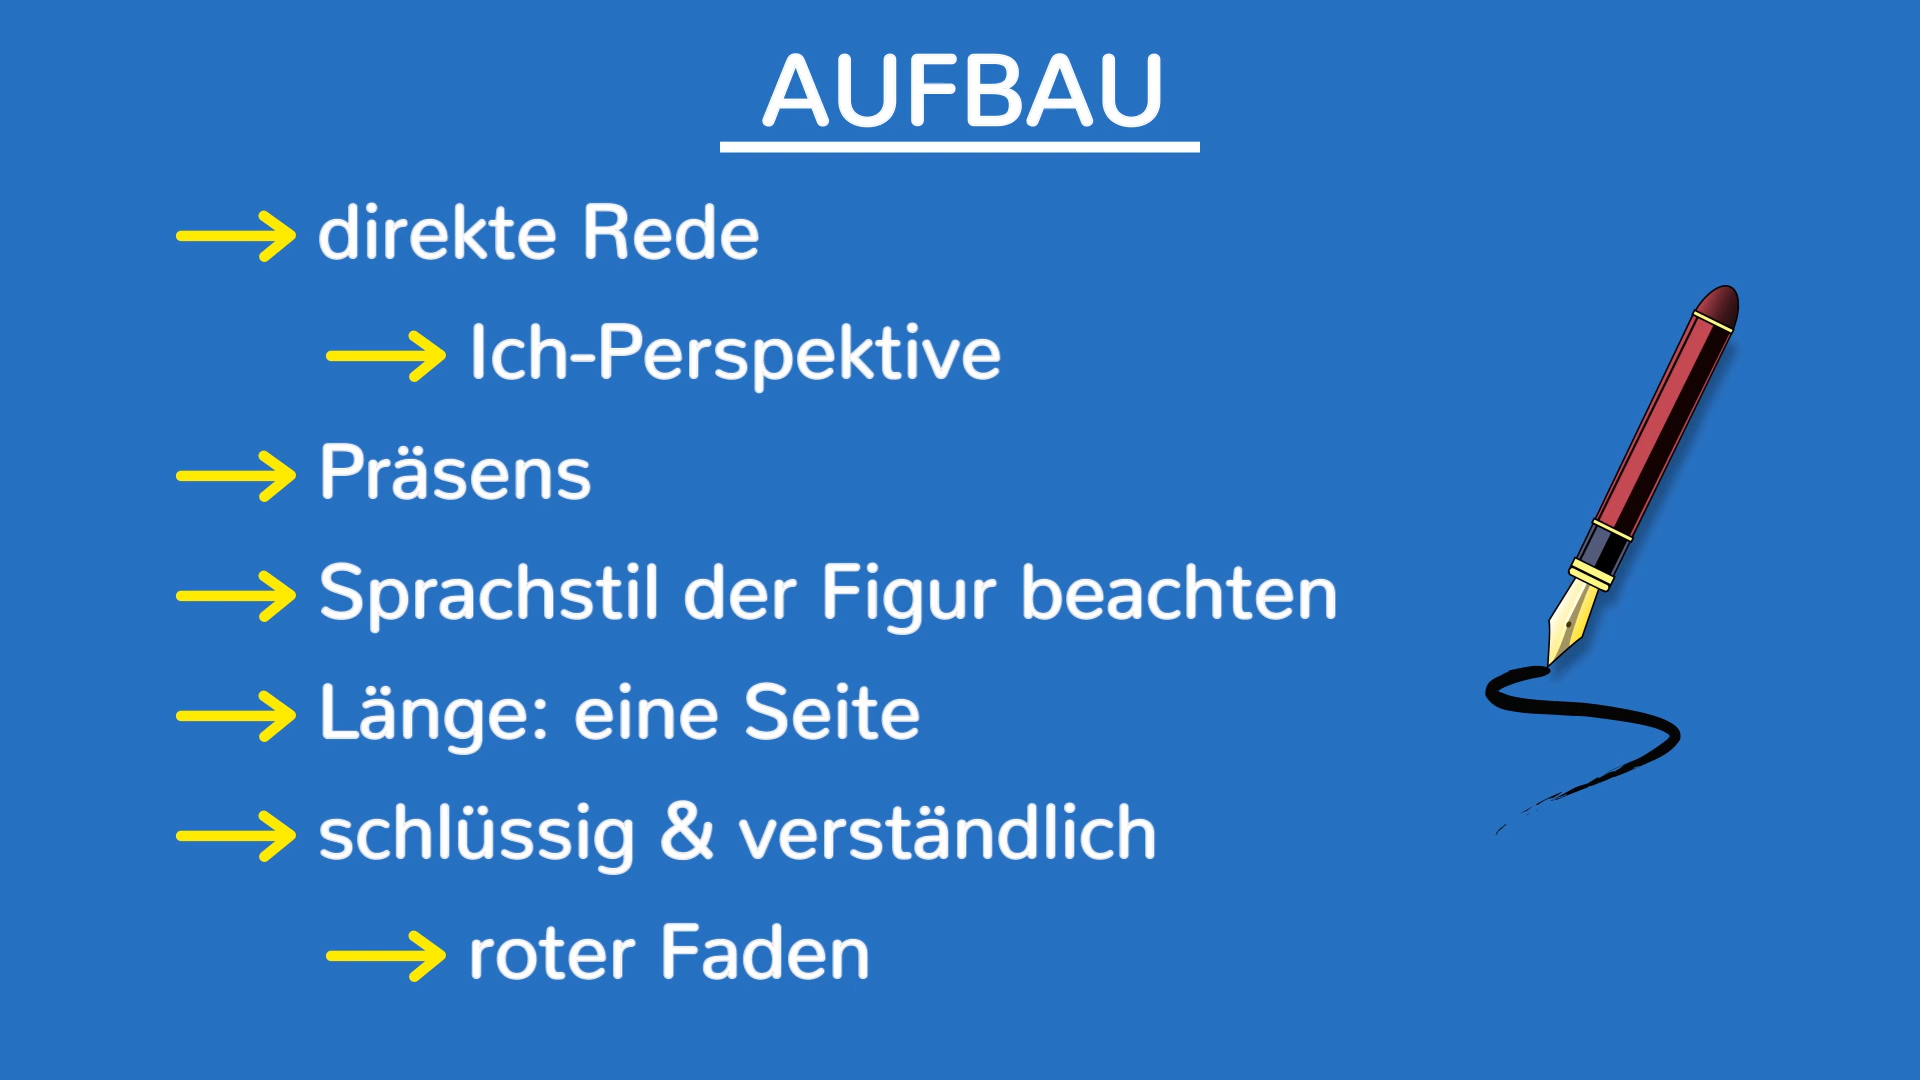 AUFBAU
direkte Rede
Ich-Perspektive
Präsens
Sprachstil der Figur beachten
Länge: eine Seite
schlüssig & verständlich
roter Faden